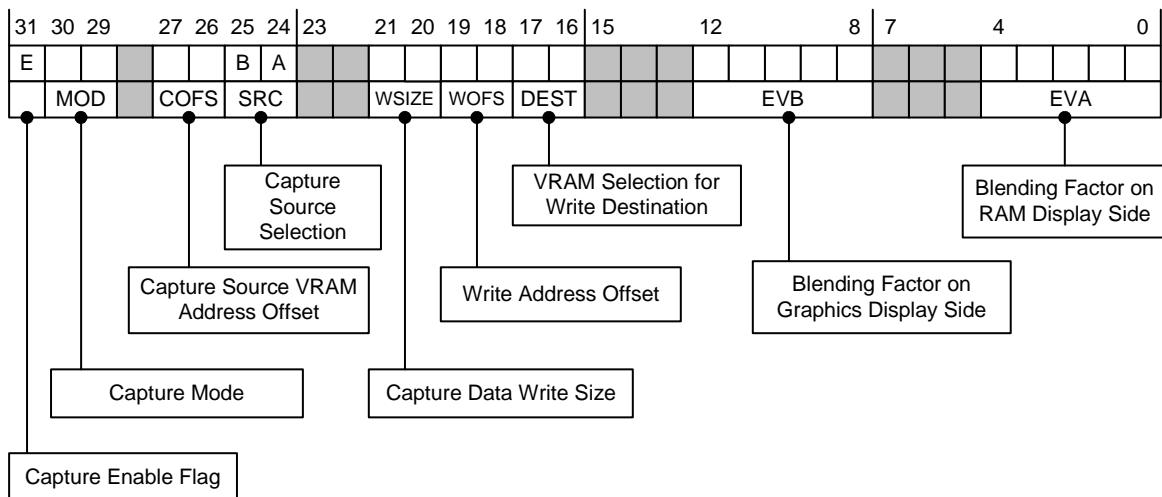 31 30 29 27 26 25 24 23 21 20 19 18 17 16 15 12 8 7 4 0
E B A
MOD COFS SRC WSIZE WOFS DEST EVB EVA
Capture
Source
Selection
VRAM Selection for
Write Destination
Blending Factor on
RAM Display Side
Capture Source VRAM
Address Offset
Write Address Offset
Blending Factor on
Graphics Display Side
Capture Mode
Capture Data Write Size
Capture Enable Flag